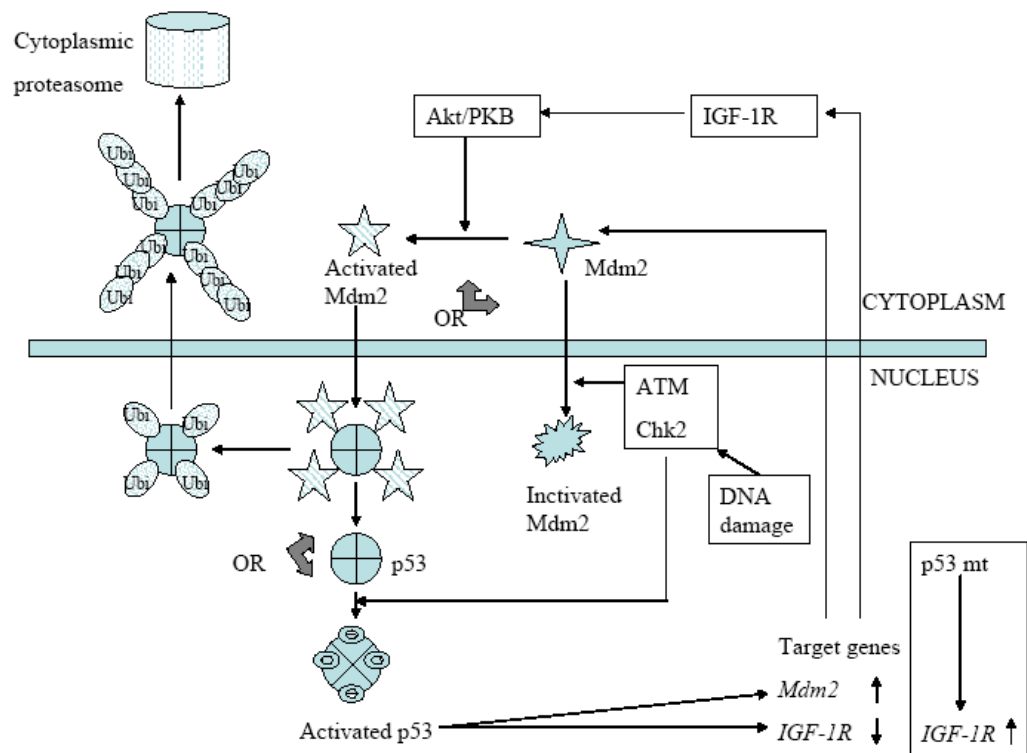 Cytoplasmic
proteasome
Akt/PKB
IGF-1R
Ubi
Ubi
Ubi
Ubi
Ubi
Ubi
Ubi
Ubi
Ubi
Ubi
Ubi
Ubi
Activated
Mdm2
Mdm2
OR
CYTOPLASM
NUCLEUS
ATM
Chk2
Ubi
Ubi
Ubi
Ubi
Inctivated
Mdm2
DNA
damage
OR
p53
p53 mt
Target genes
Mdm2
Activated p53
IGF-1R
IGF-1R